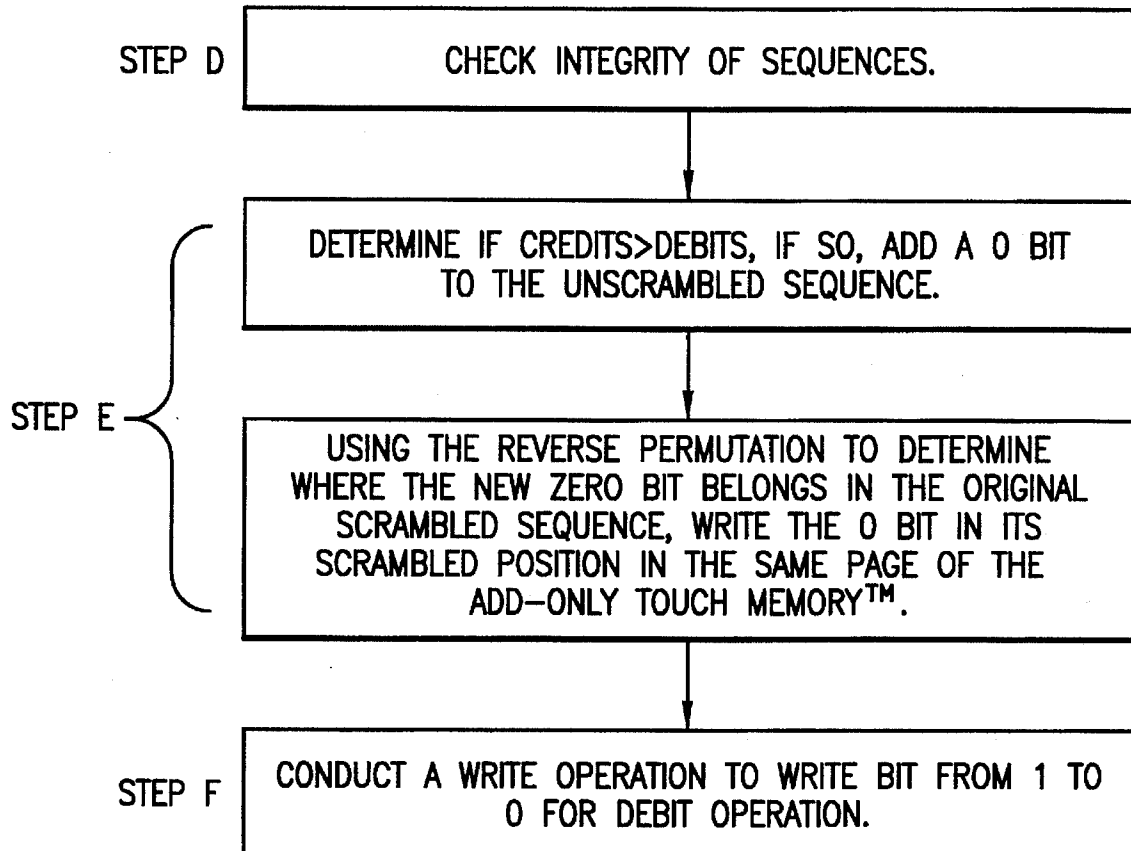 STEP D
CHECK INTEGRITY OF SEQUENCES.
STEP E
DETERMINE IF CREDITS>DEBITS, IF SO, ADD A 0 BIT
TO THE UNSCRAMBLED SEQUENCE.
USING THE REVERSE PERMUTATION TO DETERMINE
WHERE THE NEW ZERO BIT BELONGS IN THE ORIGINAL
SCRAMBLED SEQUENCE, WRITE THE 0 BIT IN ITS
SCRAMBLED POSITION IN THE SAME PAGE OF THE
ADD-ONLY TOUCH MEMORY™.
STEP F
CONDUCT A WRITE OPERATION TO WRITE BIT FROM 1 TO
0 FOR DEBIT OPERATION.